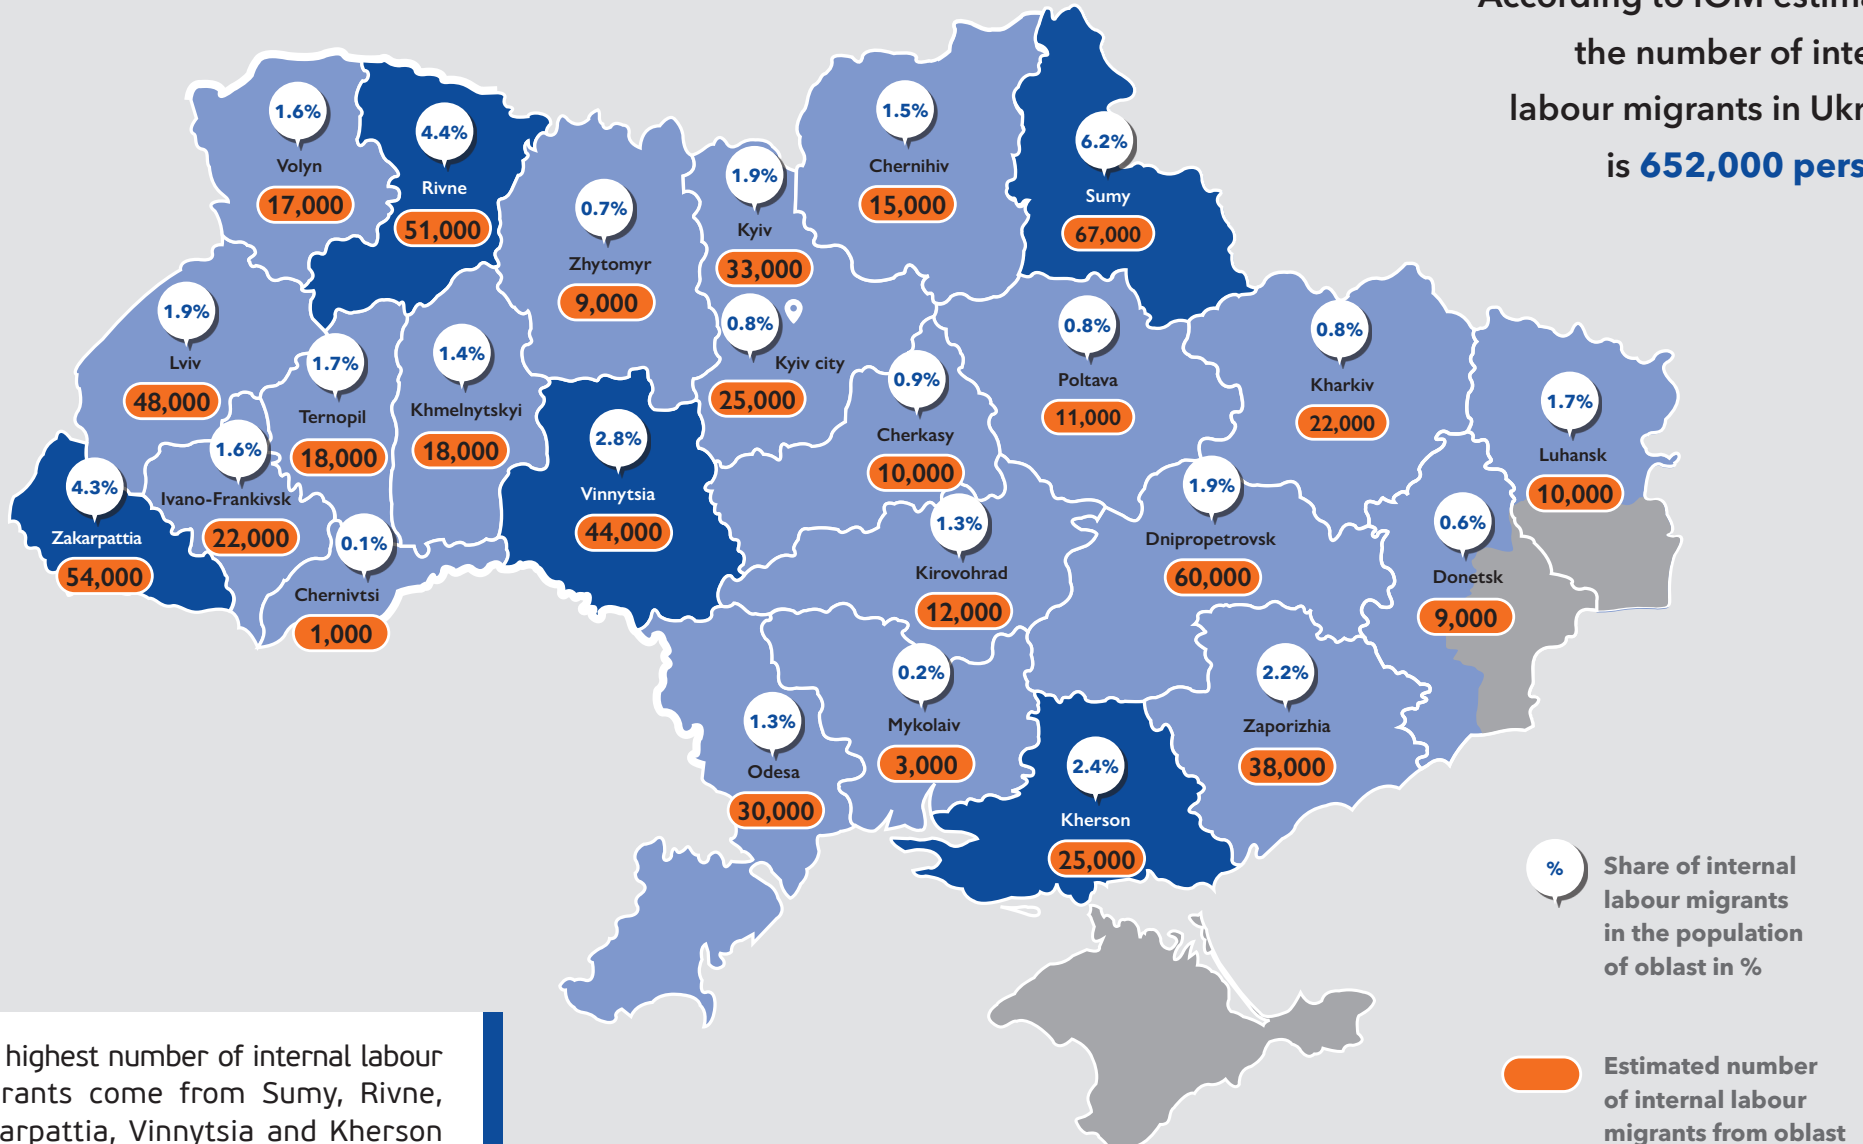 According to IOM
the number of
labour migrants in
is 652,000
1.6%
Volyn
17,000
4.4%
Rivne
51,000
0.7%
Zhytomyr
9,000
1.9%
Kyiv
33,000
1.5%
Chernihiv
15,000
6.2%
Sumy
67,000
1.9%
Lviv
48,000
1.7%
Ternopil
18,000
1.4%
Khmelnytskyi
18,000
0.8%
Kyiv city
25,000
0.9%
Cherkasy
10,000
0.8%
Poltava
11,000
0.8%
Kharkiv
22,000
1.7%
Luhansk
10,000
4.3%
Zakarpattia
54,000
1.6%
Ivano-Frankivsk
22,000
0.1%
Chernivtsi
1,000
2.8%
Vinnytsia
44,000
1.3%
Kirovohrad
12,000
1.9%
Dnipropetrovsk
60,000
0.6%
Donetsk
9,000
1.3%
Odesa
30,000
0.2%
Mykolaiv
3,000
2.4%
Kherson
25,000
2.2%
Zaporizhia
38,000
%
Share of internal
labour migrants
in the population
of oblast in %
Estimated number
of internal labour
migrants from oblast
highest number of internal labour
rants come from Sumy, Rivne,
arpattia, Vinnytsia and Kherson